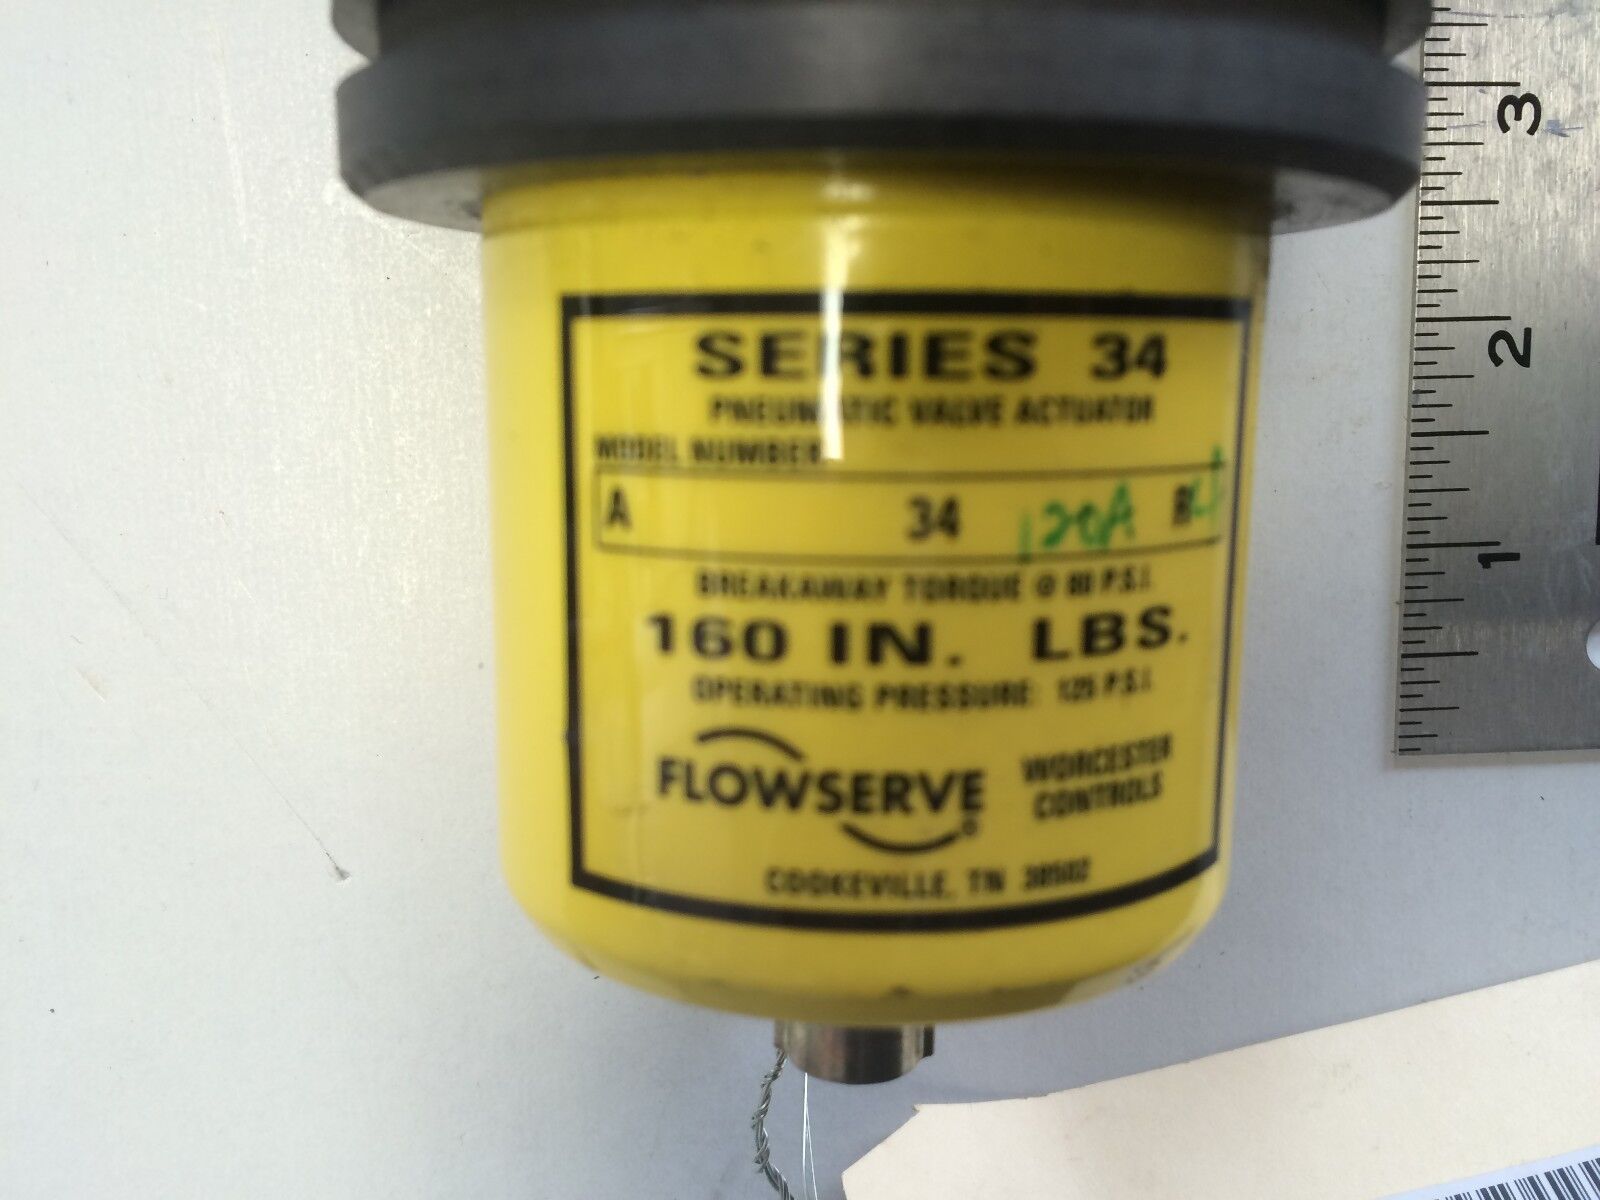 SERIES 34
PNEUMATIC VALVE ACTUATOR
MODEL NUMBER
A 34 120A R
BREAKAWAY TORQUE @ 80 P.S.I.
160 IN. LBS.
OPERATING PRESSURE: 125 P.S.I.
FLOWSERVE
WORCESTER
CONTROLS
COOKEVILLE, TN 38502
3
2
1